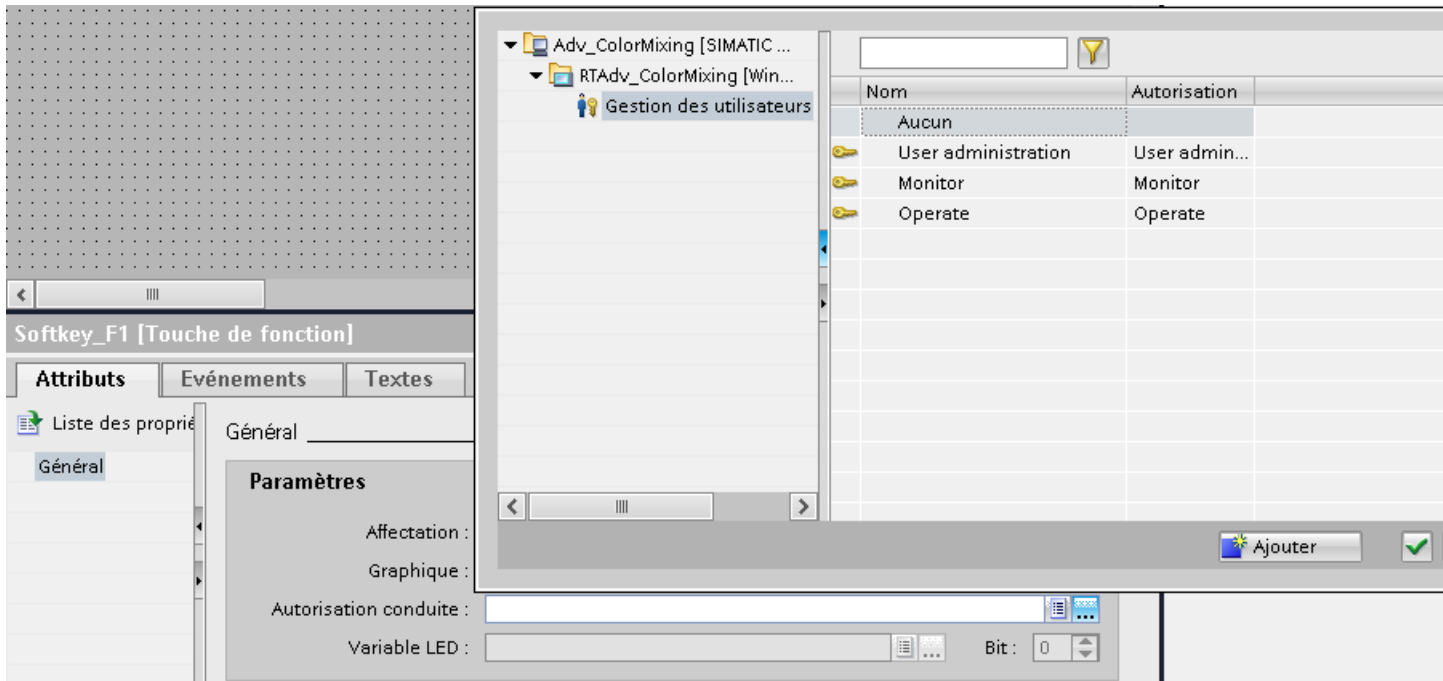 Adv_ColorMixing [SIMATIC ...
RTAdv_ColorMixing [Win...
Gestion des utilisateurs
Nom Autorisation
Aucun
User administration User admin...
Monitor Monitor
Operate Operate
Ajouter
Softkey_F1 [Touche de fonction]
Attributs Evénements Textes
Liste des proprié
Général
Général
Paramètres
Affectation :
Graphique :
Autorisation conduite :
Variable LED : Bit : 0